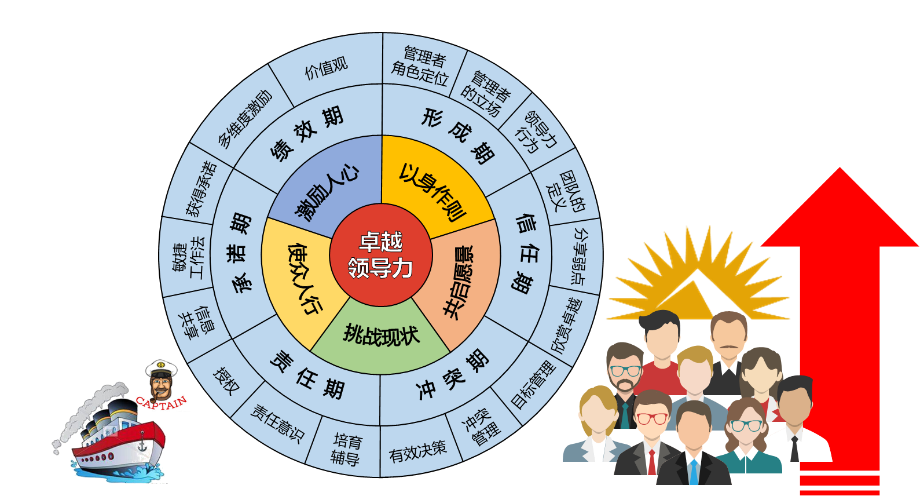 卓越
领导力
以身作则
共启愿景
挑战现状
使众人行
激励人心
形成期
信任期
冲突期
责任期
承诺期
绩效期
管理者
角色定位
管理者
的立场
领导力
行为
团队的
定义
分享弱点
欣赏卓越
目标管理
冲突
管理
有效决策
培育
辅导
责任意识
授权
信息
共享
敏捷
工作法
获得承诺
多维度激励
价值观
CAPTAIN